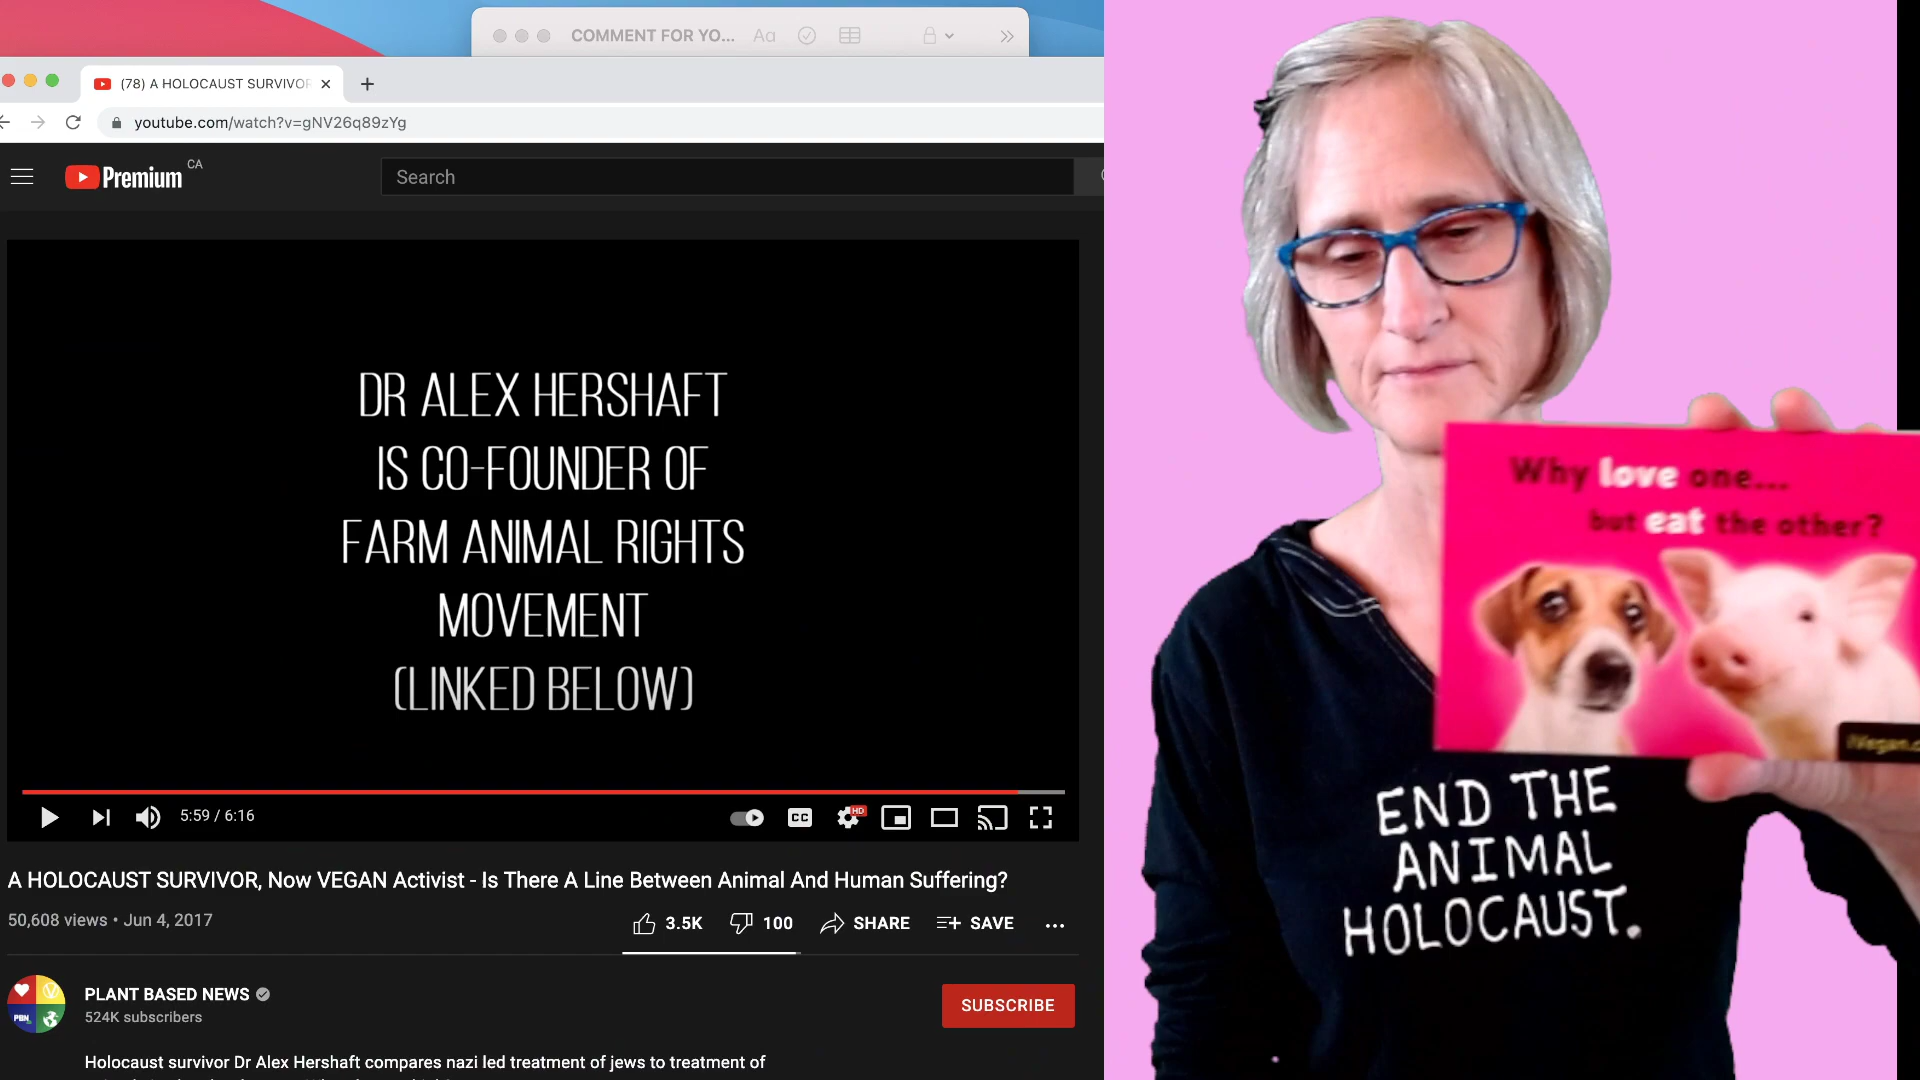 COMMENT FOR YO...
Aa
(78) A HOLOCAUST SURVIVOR
youtube.com/watch?v=gNV26q89zYg
Premium CA
Search
DR ALEX HERSHAFT
IS CO-FOUNDER OF
FARM ANIMAL RIGHTS
MOVEMENT
(LINKED BELOW)
5:59 / 6:16
CC
HD
A HOLOCAUST SURVIVOR, Now VEGAN Activist - Is There A Line Between Animal And Human Suffering?
50,608 views • Jun 4, 2017
3.5K
100
SHARE
SAVE
PBN
PLANT BASED NEWS
524K subscribers
SUBSCRIBE
Holocaust survivor Dr Alex Hershaft compares nazi led treatment of jews to treatment of
Why love one...
but eat the other?
END THE
ANIMAL
HOLOCAUST.